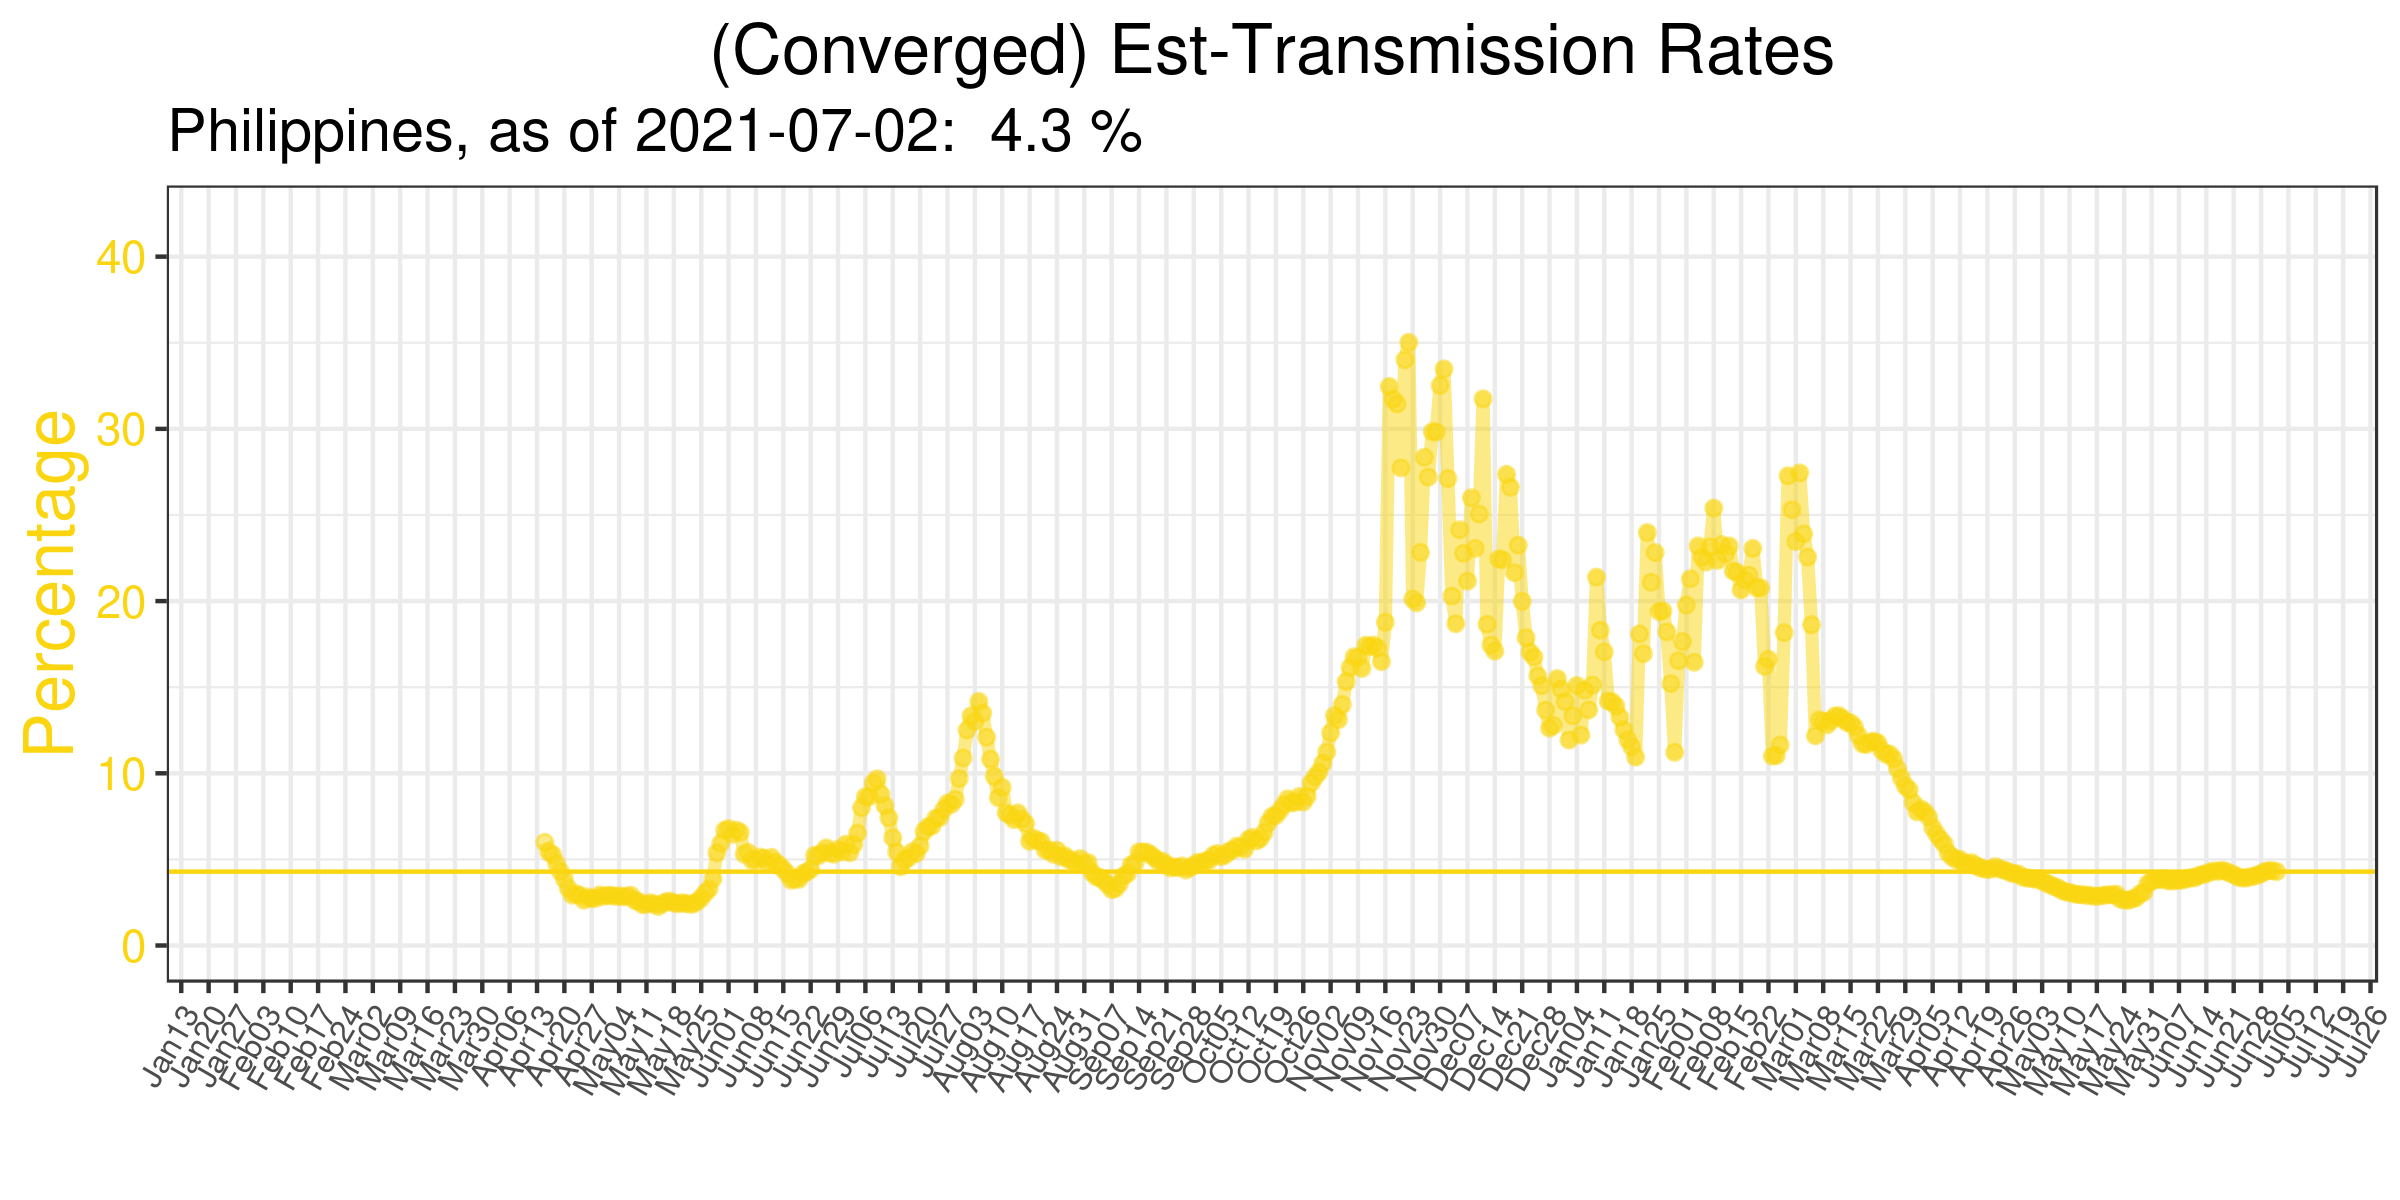 (Converged) Est-Transmission Rates
Philippines, as of 2021-07-02:  4.3 %
Percentage
40
30
20
10
0
Jan13
Jan20
Jan27
Feb03
Feb10
Feb17
Feb24
Mar02
Mar09
Mar16
Mar23
Mar30
Apr06
Apr13
Apr20
Apr27
May04
May11
May18
May25
Jun01
Jun08
Jun15
Jun22
Jun29
Jul06
Jul13
Jul20
Jul27
Aug03
Aug10
Aug17
Aug24
Aug31
Sep07
Sep14
Sep21
Sep28
Oct05
Oct12
Oct19
Oct26
Nov02
Nov09
Nov16
Nov23
Nov30
Dec07
Dec14
Dec21
Dec28
Jan04
Jan11
Jan18
Jan25
Feb01
Feb08
Feb15
Feb22
Mar01
Mar08
Mar15
Mar22
Mar29
Apr05
Apr12
Apr19
Apr26
May03
May10
May17
May24
May31
Jun07
Jun14
Jun21
Jun28
Jul05
Jul12
Jul19
Jul26